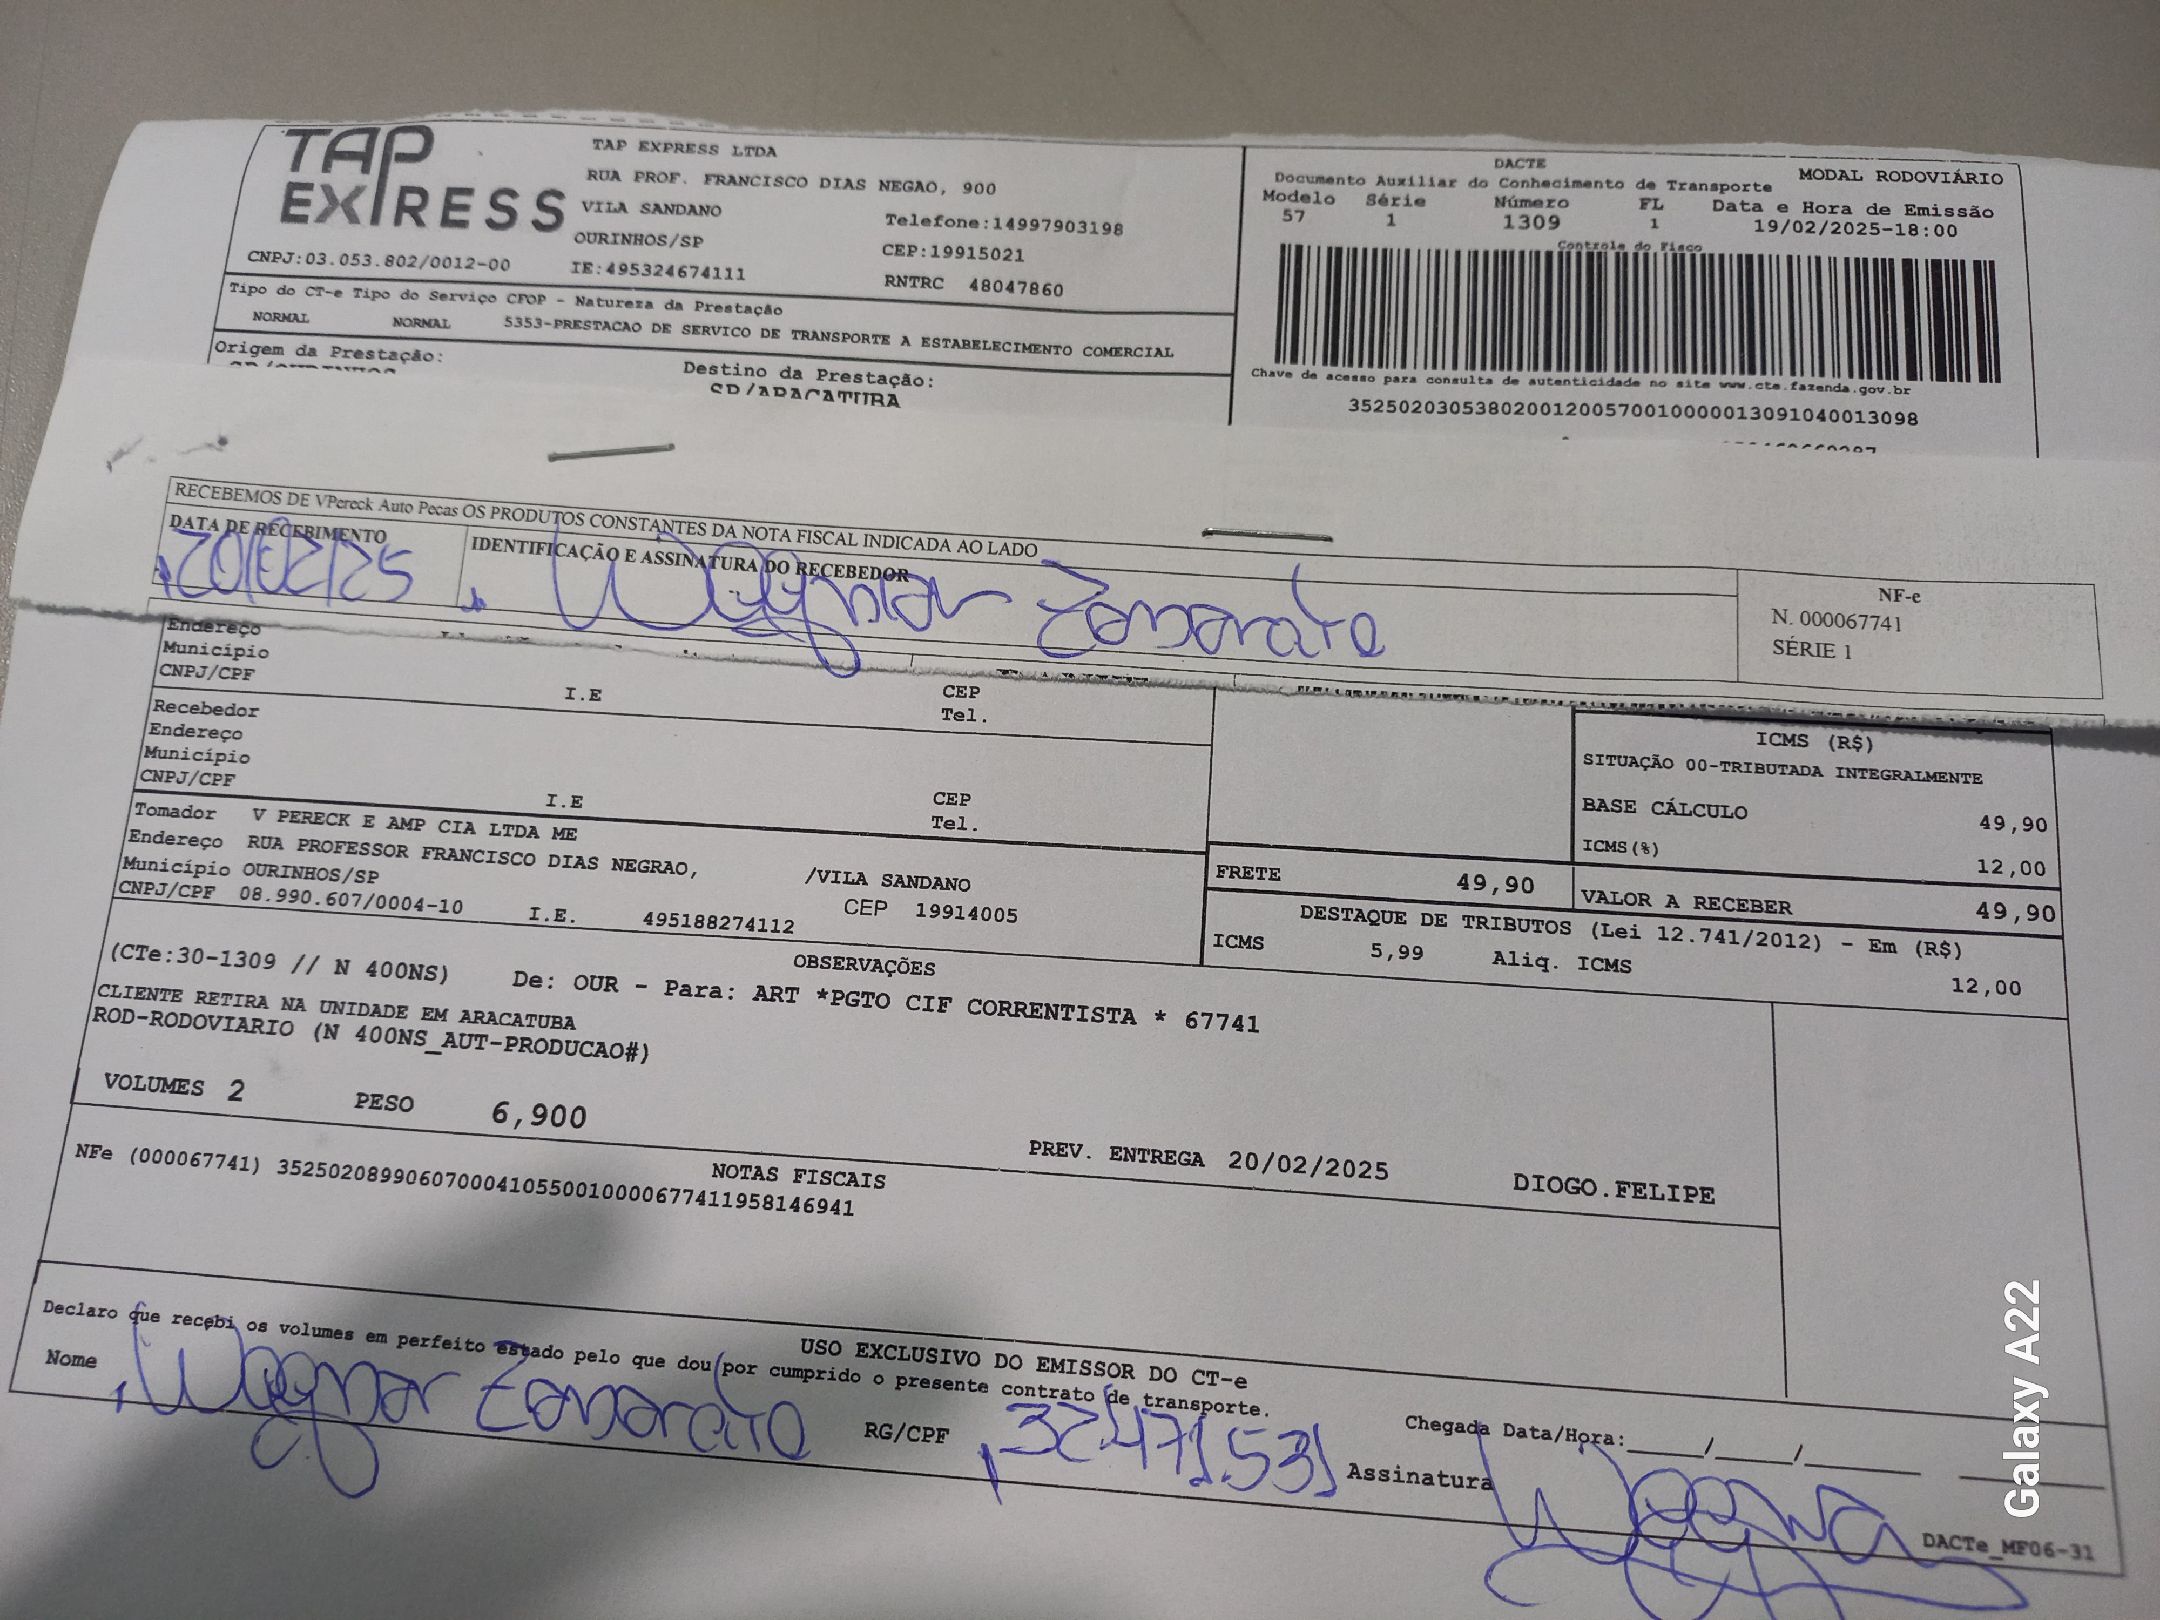 TAP EXPRESS
TAP EXPRESS LTDA
RUA PROF. FRANCISCO DIAS NEGAO, 900
VILA SANDANO
Telefone:14997903198
OURINHOS/SP
CEP:19915021
CNPJ:03.053.802/0012-00
IE:495324674111
RNTRC 48047860
DACTE
Documento Auxiliar do Conhecimento de Transporte
MODAL RODOVIÁRIO
Modelo Série Número FL Data e Hora de Emissão
57 1 1309 1 19/02/2025-18:00
Controle do Fisco
Chave de acesso para consulta de autenticidade no site www.cte.fazenda.gov.br
35250203053802001200570010000013091040013098
Tipo do CT-e Tipo do Serviço CFOP - Natureza da Prestação
NORMAL NORMAL 5353-PRESTACAO DE SERVICO DE TRANSPORTE A ESTABELECIMENTO COMERCIAL
Origem da Prestação:
Destino da Prestação:
SP/ARACATUBA
RECEBEMOS DE VPereck Auto Pecas OS PRODUTOS CONSTANTES DA NOTA FISCAL INDICADA AO LADO
DATA DE RECEBIMENTO
20/02/25
IDENTIFICAÇÃO E ASSINATURA DO RECEBEDOR
Wagner
NF-e
N. 000067741
SÉRIE 1
Endereço
Município
CNPJ/CPF I.E CEP
Tel.
Recebedor
Endereço
Município
CNPJ/CPF I.E CEP
Tel.
Tomador V PERECK E AMP CIA LTDA ME
Endereço RUA PROFESSOR FRANCISCO DIAS NEGRAO, /VILA SANDANO
Município OURINHOS/SP CEP 19914005
CNPJ/CPF 08.990.607/0004-10 I.E. 495188274112
ICMS (R$)
SITUAÇÃO 00-TRIBUTADA INTEGRALMENTE
BASE CÁLCULO 49,90
ICMS(%) 12,00
FRETE 49,90
VALOR A RECEBER 49,90
DESTAQUE DE TRIBUTOS (Lei 12.741/2012) - Em (R$)
ICMS 5,99 Aliq. ICMS 12,00
OBSERVAÇÕES
(CTe:30-1309 // N 400NS) De: OUR - Para: ART *PGTO CIF CORRENTISTA * 67741
CLIENTE RETIRA NA UNIDADE EM ARACATUBA
ROD-RODOVIARIO (N 400NS_AUT-PRODUCAO#)
VOLUMES 2 PESO 6,900
PREV. ENTREGA 20/02/2025 DIOGO.FELIPE
NOTAS FISCAIS
NFe (000067741) 35250208990607000410550010000677411958146941
USO EXCLUSIVO DO EMISSOR DO CT-e
Declaro que recebi os volumes em perfeito estado pelo que dou por cumprido o presente contrato de transporte.
Nome Wagner
RG/CPF 32.471.531
Chegada Data/Hora:____/____/____
Assinatura
DACTe_MF06-31
Galaxy A22